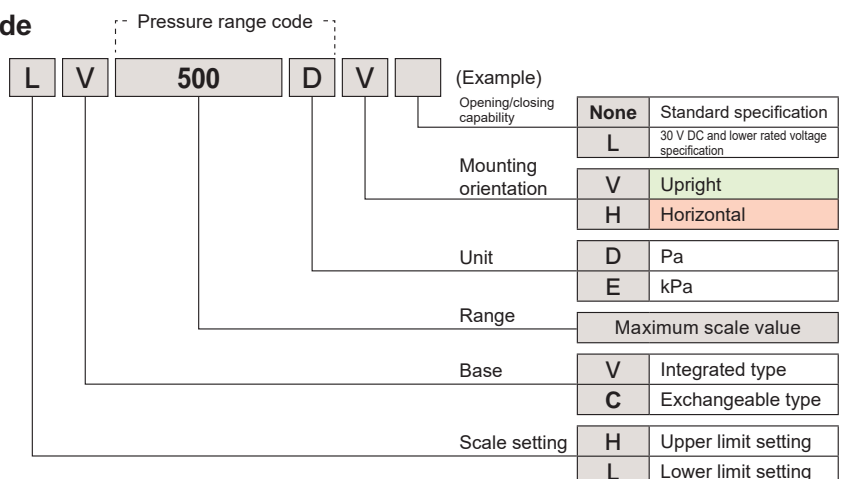 de
Pressure range code
L V 500 D V (Example)
Opening/closing
capability
None Standard specification
L 30 V DC and lower rated voltage
specification
Mounting
orientation
V Upright
H Horizontal
Unit
D Pa
E kPa
Range
Maximum scale value
Base
V Integrated type
C Exchangeable type
Scale setting
H Upper limit setting
L Lower limit setting